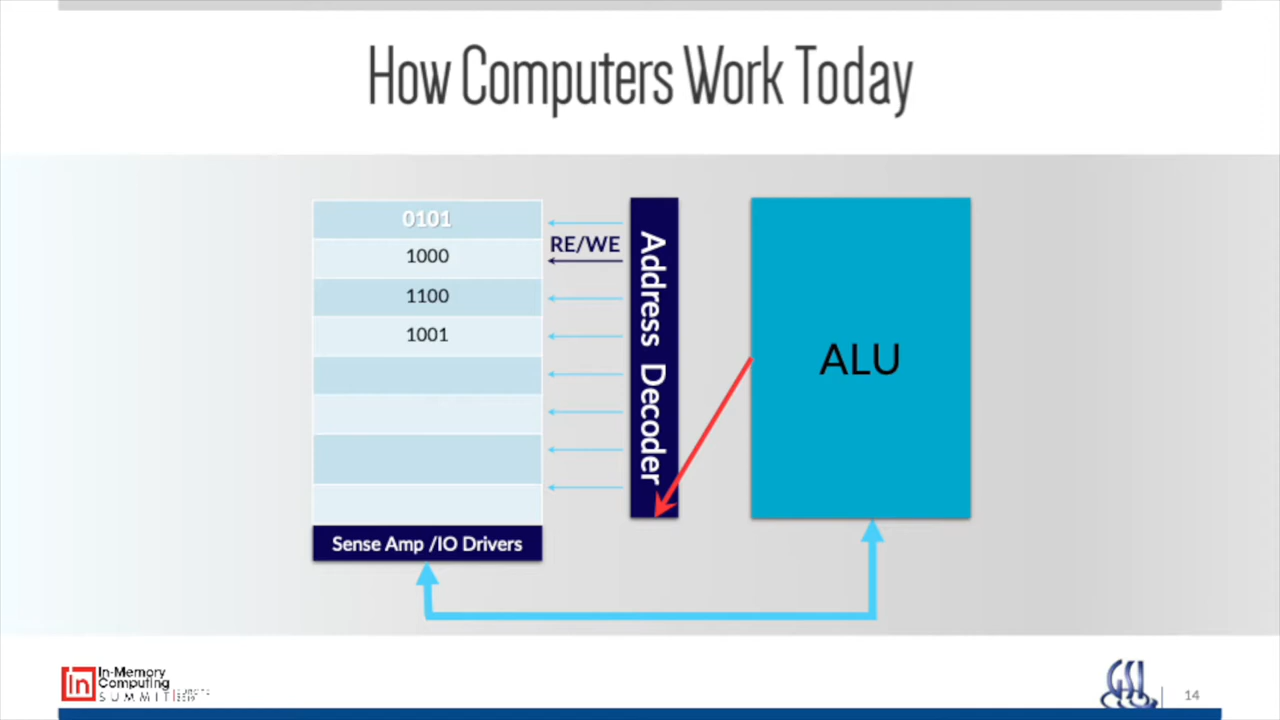 How Computers Work Today
0101
1000
1100
1001
RE/WE
Address Decoder
ALU
Sense Amp /IO Drivers
In-Memory
Computing
SUMMIT
GSI
14